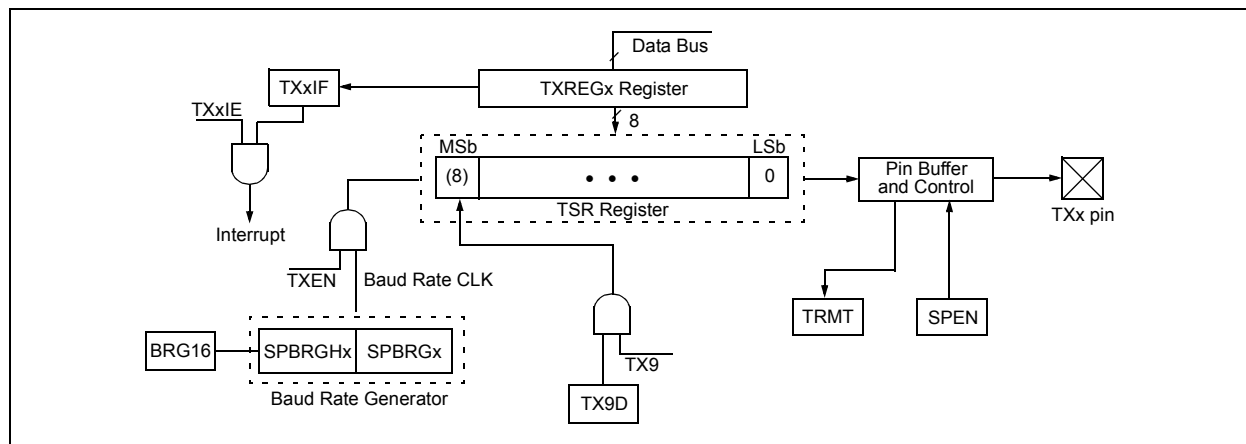 Data Bus
TXxIF
TXREGx Register
TXxIE
8
MSb
LSb
(8)
• • •
0
Pin Buffer
and Control
TSR Register
TXx pin
Interrupt
TXEN
Baud Rate CLK
TRMT
SPEN
BRG16
SPBRGHx
SPBRGx
TX9
Baud Rate Generator
TX9D